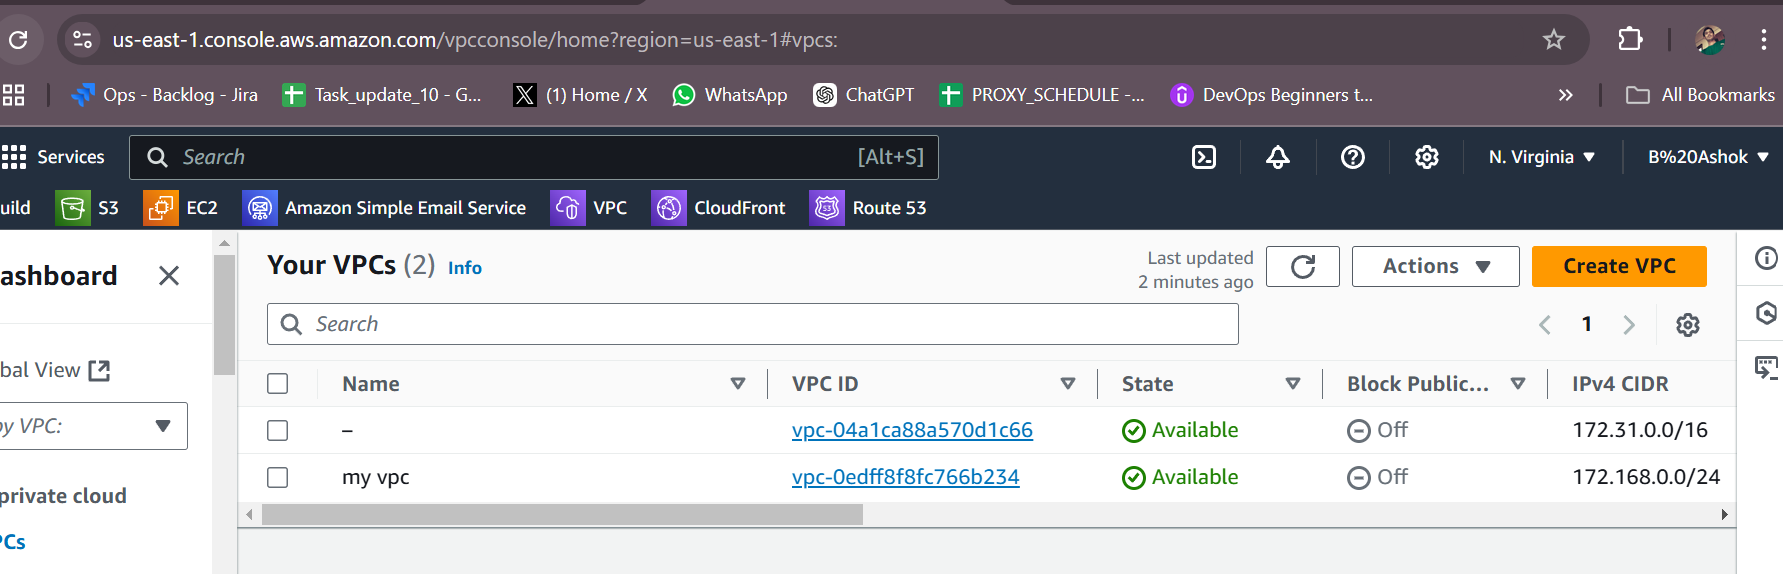 us-east-1.console.aws.amazon.com/vpcconsole/home?region=us-east-1#vpcs:
Ops - Backlog - Jira Task_update_10 - G... (1) Home / X WhatsApp ChatGPT PROXY_SCHEDULE -... DevOps Beginners t... » All Bookmarks
Services Search [Alt+S] N. Virginia B%20Ashok
uild S3 EC2 Amazon Simple Email Service VPC CloudFront 53 Route 53
ashboard
bal View
by VPC:
private cloud
PCs
Your VPCs (2) Info
Last updated
2 minutes ago
Actions
Create VPC
Search
1
Name VPC ID State Block Public... IPv4 CIDR
– vpc-04a1ca88a570d1c66 Available Off 172.31.0.0/16
my vpc vpc-0edff8f8fc766b234 Available Off 172.168.0.0/24